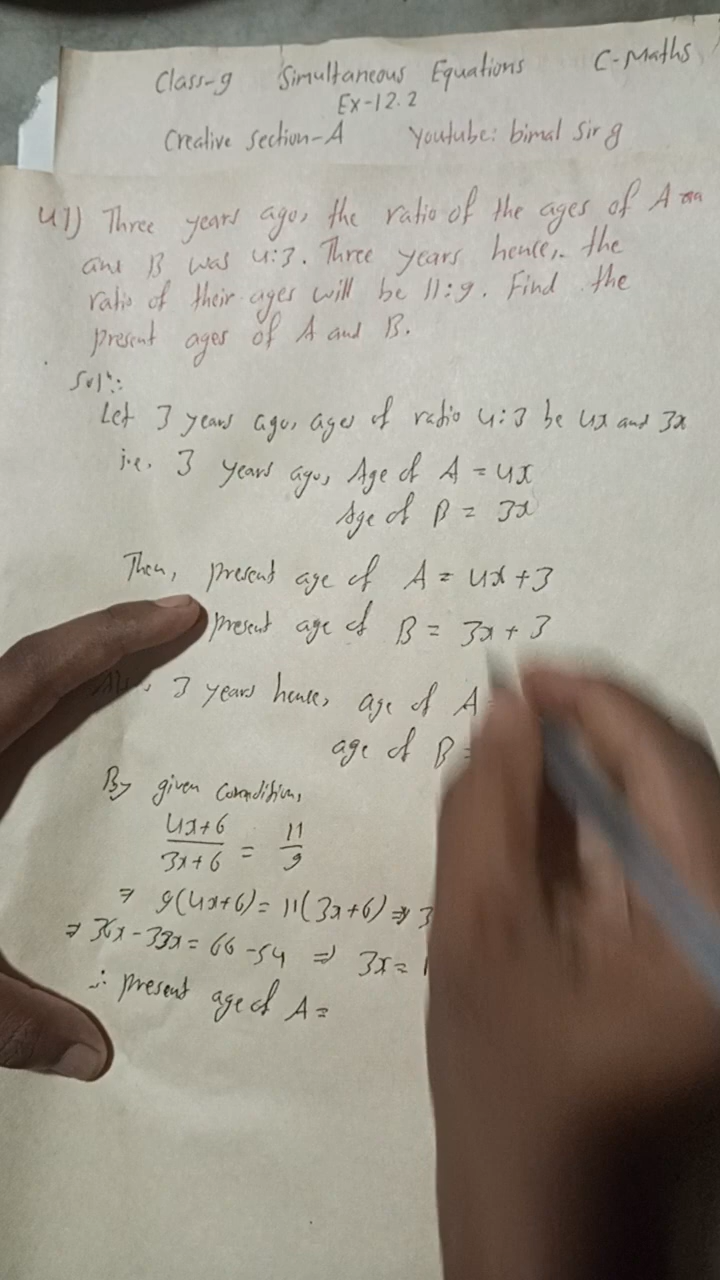 Class-9 Simultaneous Equations C-Maths
Ex-12.2
Creative Section-A Youtube: bimal sir g
41) Three years ago, the ratio of the ages of A
and B was 4:3. Three years hence, the
ratio of their ages will be 11:9. Find the
present ages of A and B.
Solⁿ:
Let 3 years ago, ages of ratio 4:3 be 4x and 3x
i.e. 3 years ago, Age of A = 4x
Age of B = 3x
Then, present age of A = 4x+3
present age of B = 3x+3
3 years hence, age of A
age of B =
By given condition,
4x+6/3x+6 = 11/9
⇒ 9(4x+6) = 11(3x+6) ⇒ 3
⇒ 36x-33x = 66-54 ⇒ 3x = 1
∴ present age of A =